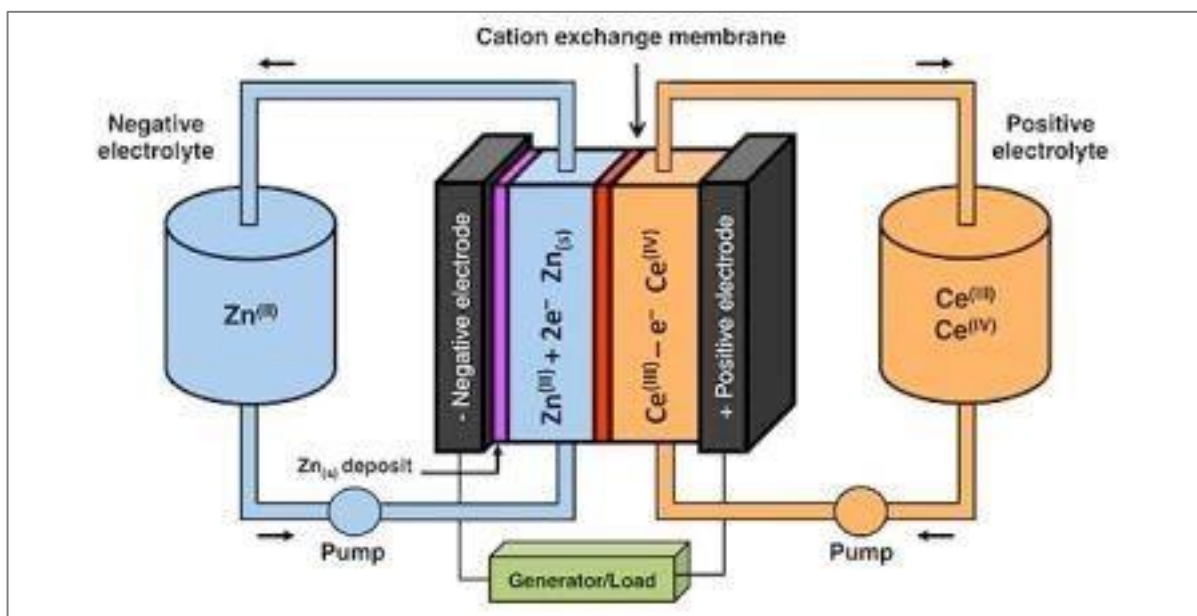 Cation exchange membrane
Negative
electrolyte
Positive
electrolyte
Zn(II)
- Negative electrode
Zn(II) + 2e⁻ Zn(s)
Ce(III) – e⁻ Ce(IV)
+ Positive electrode
Ce(III)
Ce(IV)
Zn(s) deposit
Pump
Pump
Generator/Load